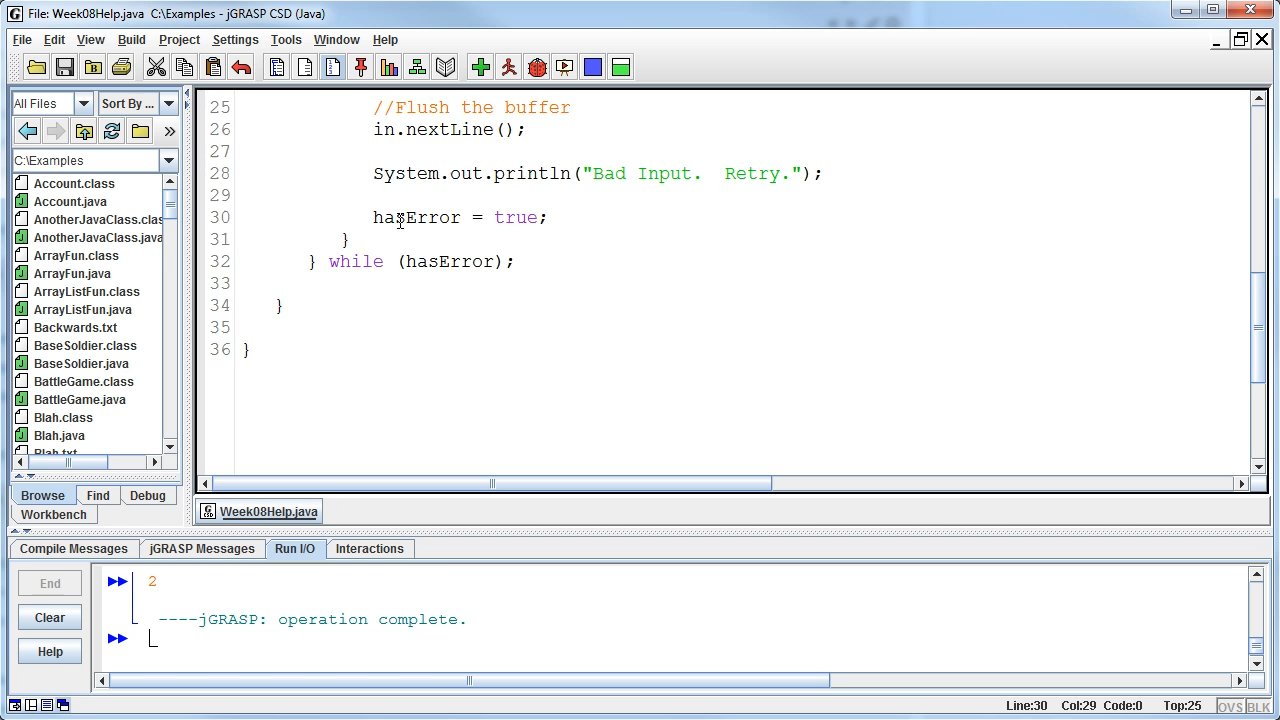 File: Week08Help.java  C:\Examples - jGRASP CSD (Java)
File Edit View Build Project Settings Tools Window Help
All Files Sort By ...
C:\Examples
Account.class
Account.java
AnotherJavaClass.clas
AnotherJavaClass.java
ArrayFun.class
ArrayFun.java
ArrayListFun.class
ArrayListFun.java
Backwards.txt
BaseSoldier.class
BaseSoldier.java
BattleGame.class
BattleGame.java
Blah.class
Blah.java
Blah.txt
Browse Find Debug
Workbench
25 //Flush the buffer
26 in.nextLine();
27
28 System.out.println("Bad Input.  Retry.");
29
30 hasError = true;
31 }
32 } while (hasError);
33
34 }
35
36 }
Week08Help.java
Compile Messages jGRASP Messages Run I/O Interactions
End
Clear
Help
2
----jGRASP: operation complete.
Line:30 Col:29 Code:0 Top:25 OVS BLK